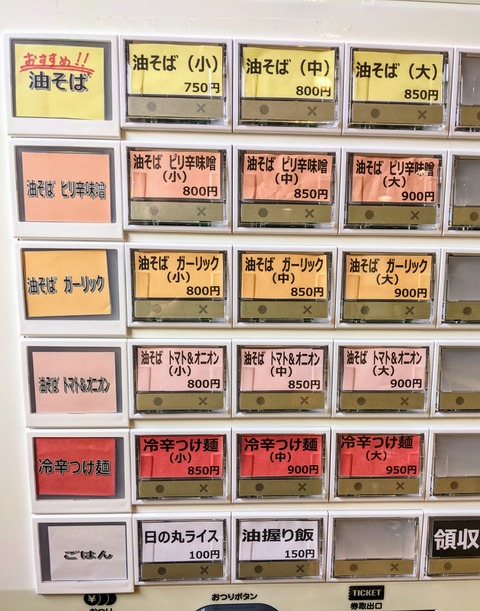 おすすめ!!
油そば
油そば(小)
750円
油そば(中)
800円
油そば(大)
850円
油そば ピリ辛味噌
油そば ピリ辛味噌
(小)
800円
油そば ピリ辛味噌
(中)
850円
油そば ピリ辛味噌
(大)
900円
油そば ガーリック
油そば ガーリック
(小)
800円
油そば ガーリック
(中)
850円
油そば ガーリック
(大)
900円
油そば トマト&オニオン
油そば トマト&オニオン
(小)
800円
油そば トマト&オニオン
(中)
850円
油そば トマト&オニオン
(大)
900円
冷辛つけ麺
冷辛つけ麺
(小)
850円
冷辛つけ麺
(中)
900円
冷辛つけ麺
(大)
950円
ごはん
日の丸ライス
100円
油握り飯
150円
領収
おつり
おつりボタン
TICKET
券取出口